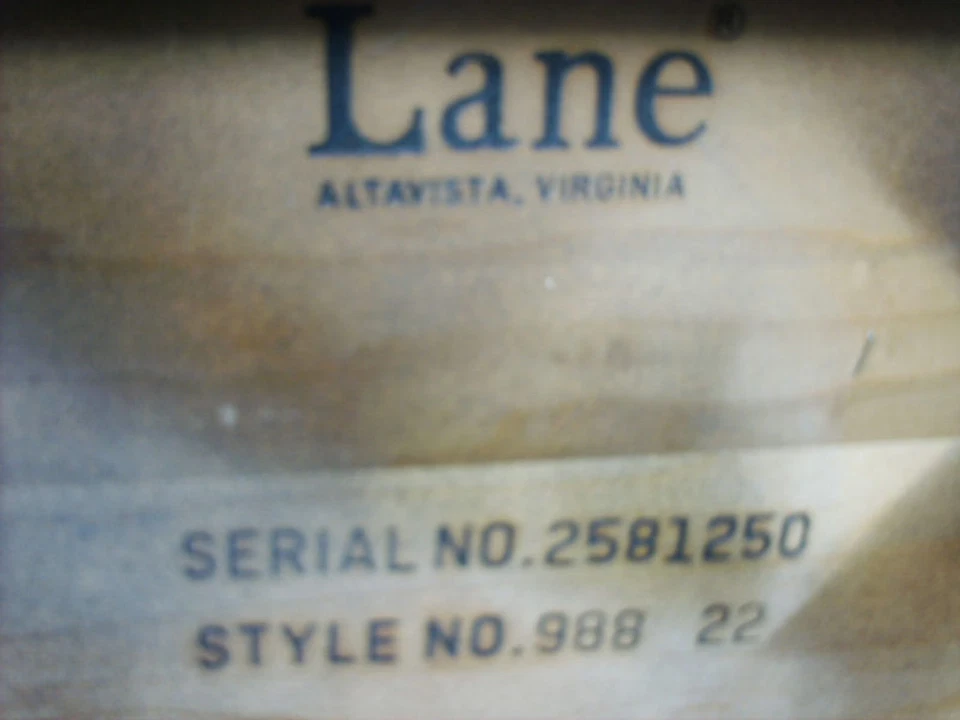 Lane®
ALTAVISTA, VIRGINIA
SERIAL NO. 2581250
STYLE NO. 988 22